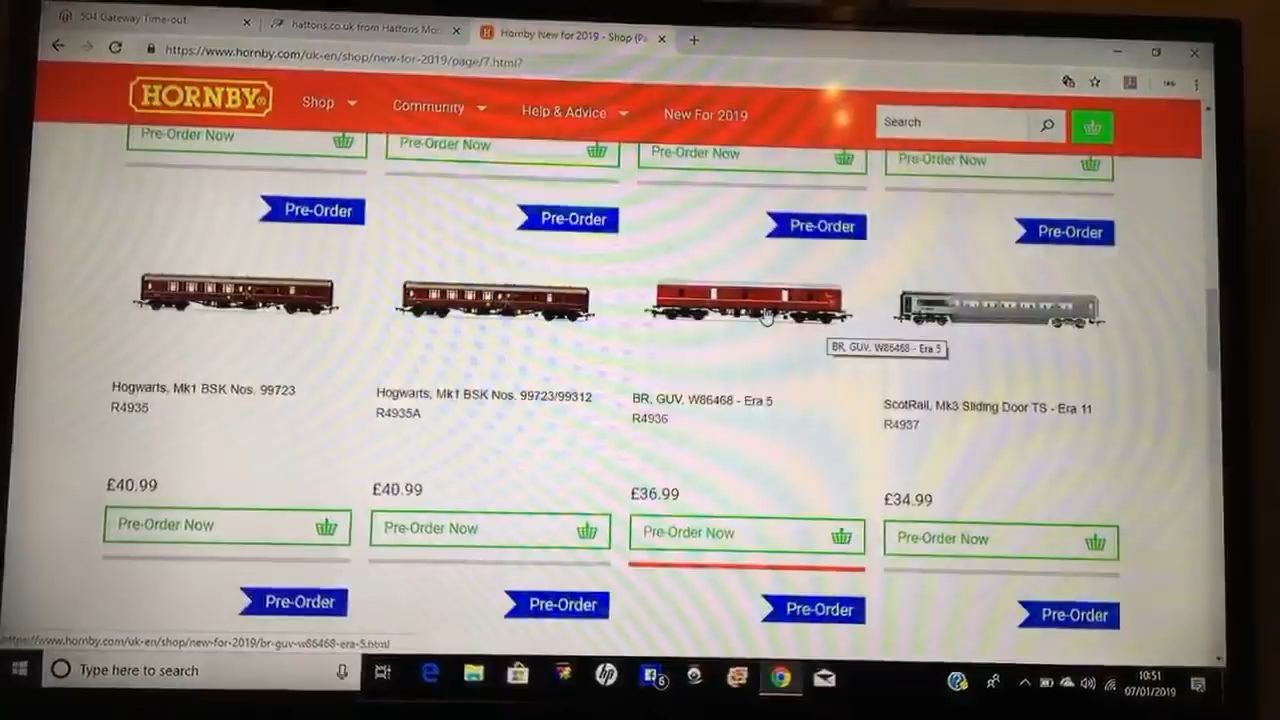 504 Gateway Time-out
hattons.co.uk from Hattons Mo
Hornby New for 2019 - Shop (Pa
https://www.hornby.com/uk-en/shop/new-for-2019/page/7.html?
HORNBY
Shop
Community
Help & Advice
New For 2019
Search
Pre-Order Now
Pre-Order Now
Pre-Order Now
Pre-Order Now
Pre-Order
Pre-Order
Pre-Order
Pre-Order
BR, GUV, W86468 - Era 5
Hogwarts, Mk1 BSK Nos. 99723
R4935
Hogwarts, Mk1 BSK Nos. 99723/99312
R4935A
BR, GUV, W86468 - Era 5
R4936
ScotRail, Mk3 Sliding Door TS - Era 11
R4937
£40.99
£40.99
£36.99
£34.99
Pre-Order Now
Pre-Order Now
Pre-Order Now
Pre-Order Now
Pre-Order
Pre-Order
Pre-Order
Pre-Order
https://www.hornby.com/uk-en/shop/new-for-2019/br-guv-w86468-era-5.html
Type here to search
hp
6
10:51
07/01/2019